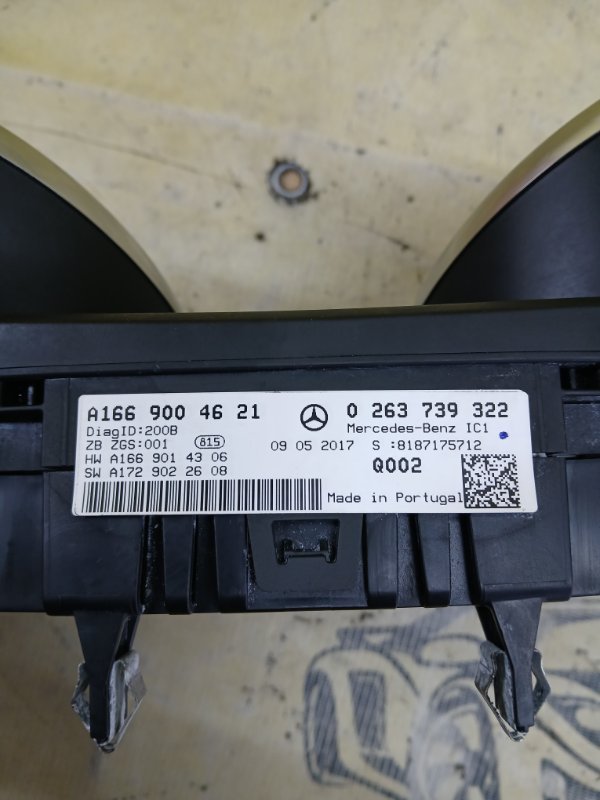 A166 900 46 21 0 263 739 322
DiagID:200B Mercedes-Benz IC1
ZB ZGS:001 815 09 05 2017 S :8187175712
HW A166 901 43 06 Q002
SW A172 902 26 08
Made in Portugal